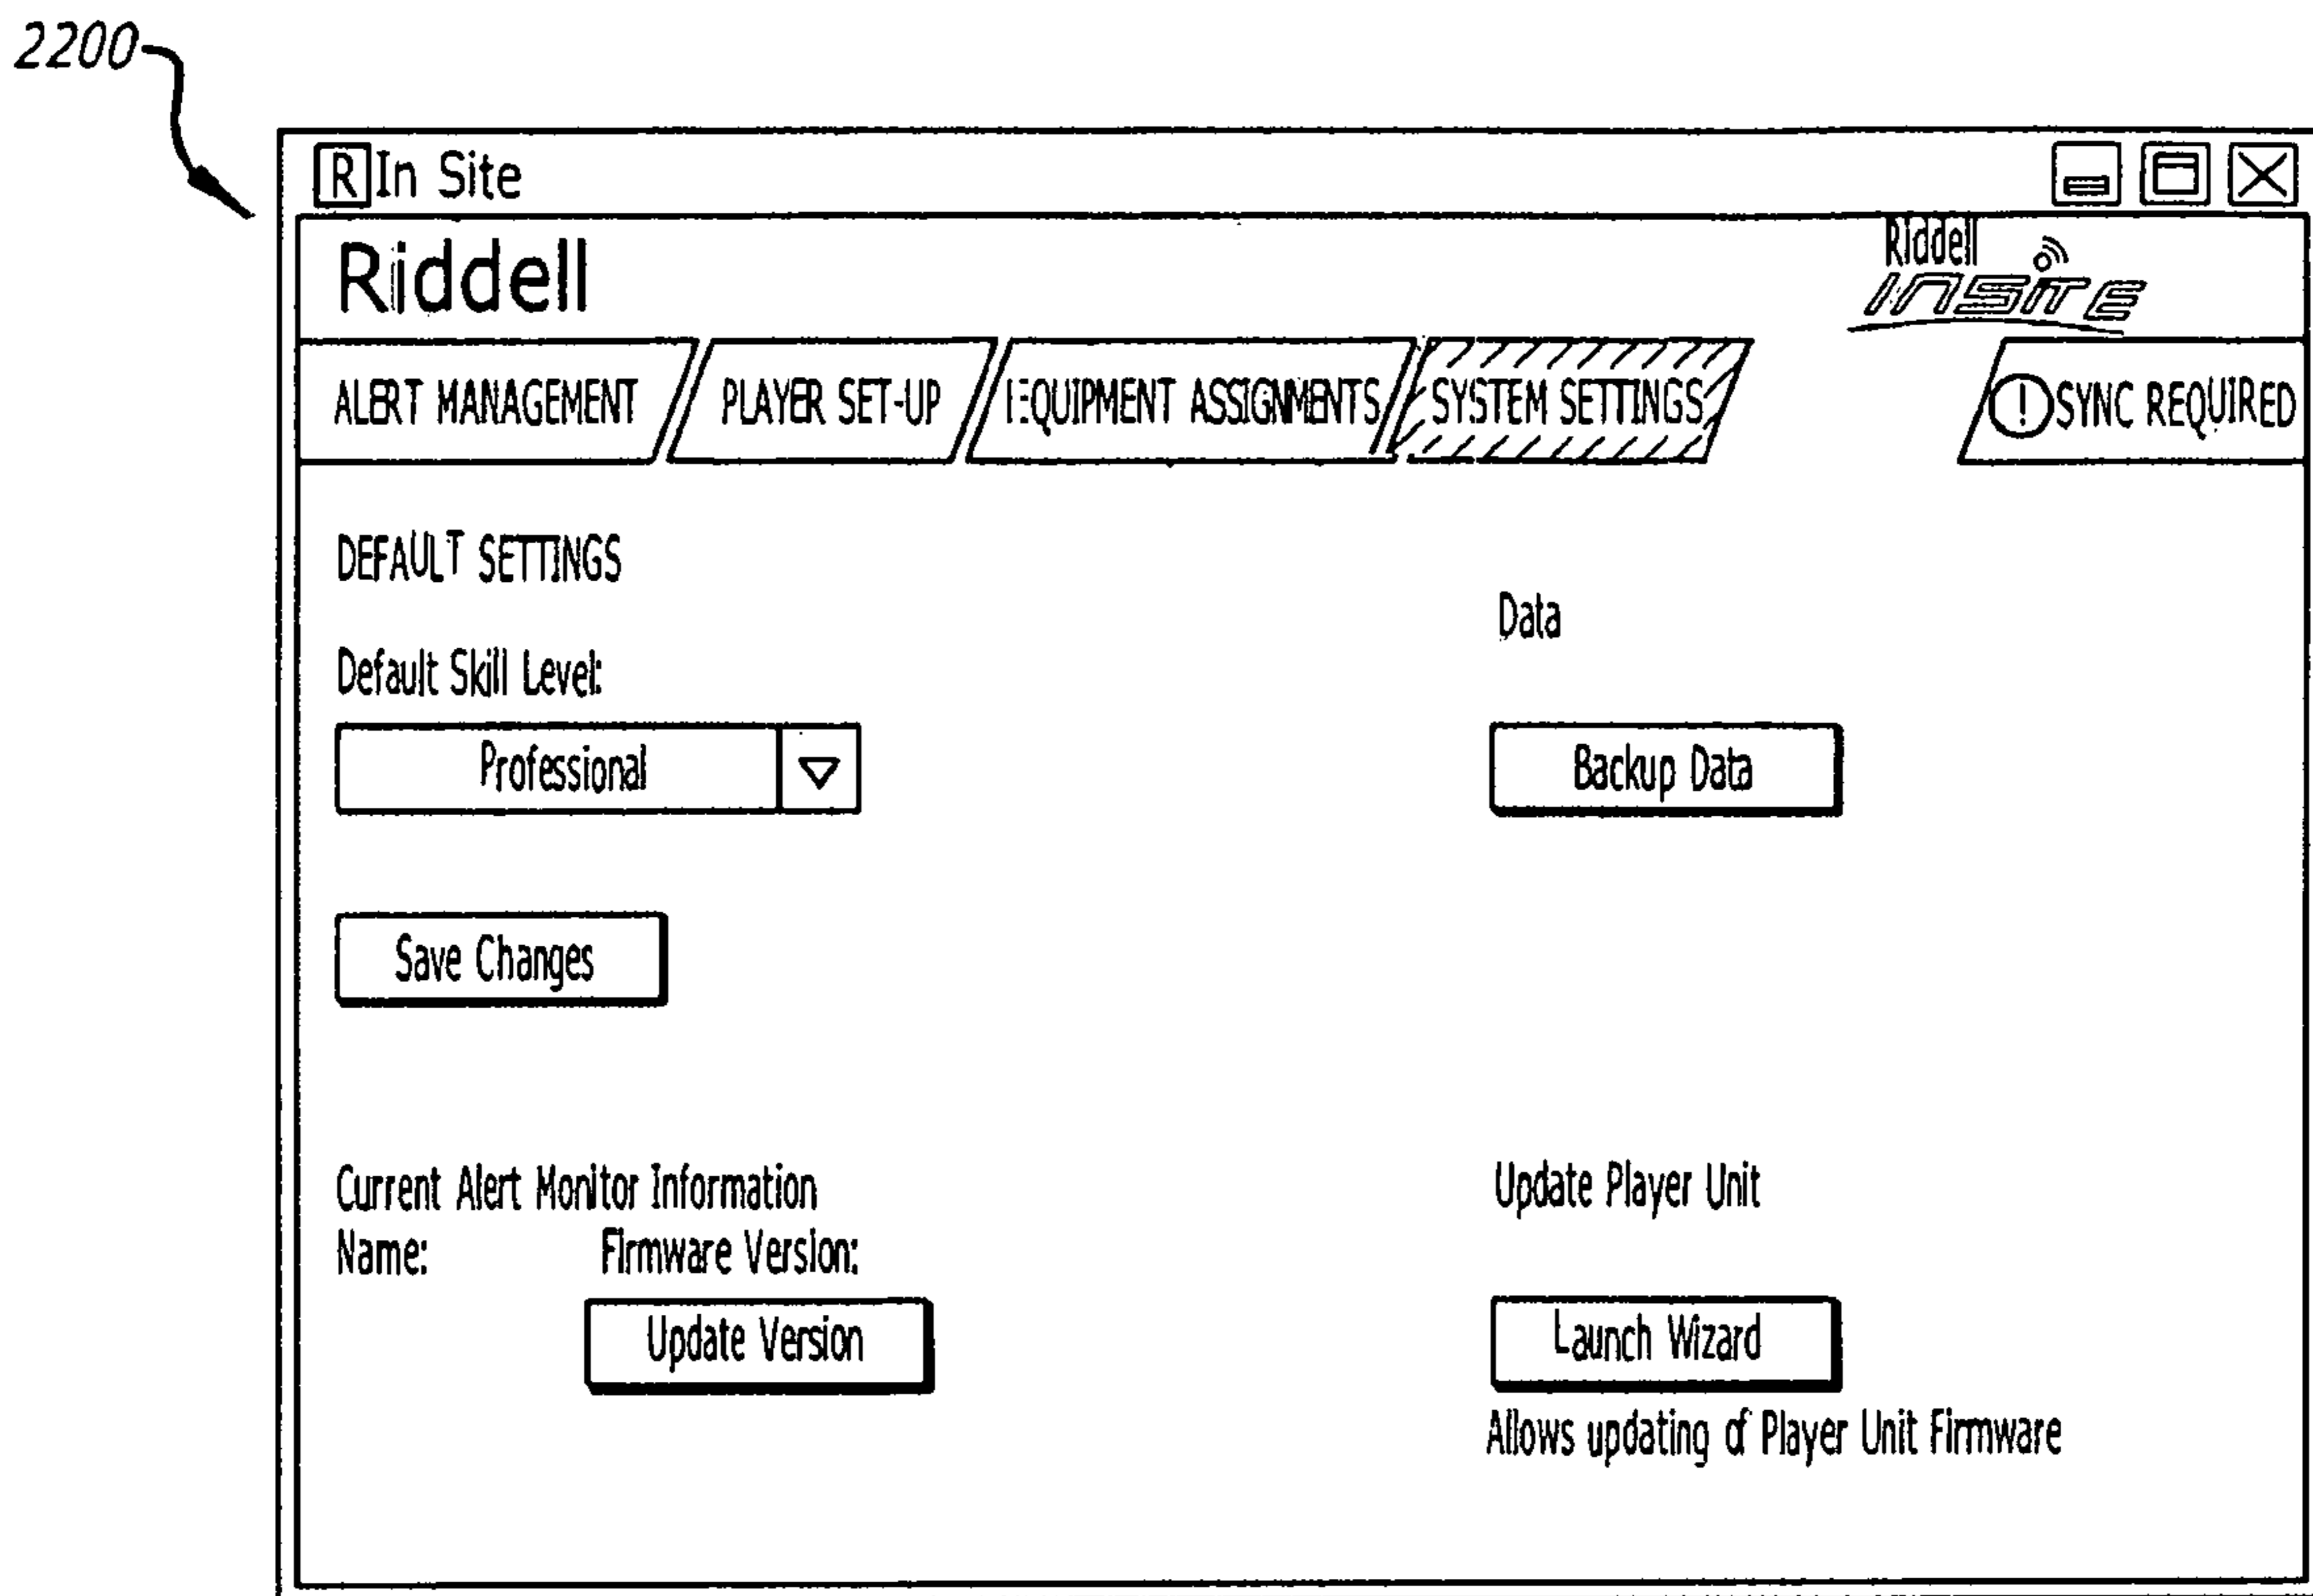 2200
R In Site
Riddell
Riddell
InSite
ALERT MANAGEMENT PLAYER SET-UP EQUIPMENT ASSIGNMENTS SYSTEM SETTINGS ! SYNC REQUIRED
DEFAULT SETTINGS
Data
Default Skill Level:
Professional
Backup Data
Save Changes
Current Alert Monitor Information
Update Player Unit
Name: Firmware Version:
Update Version
Launch Wizard
Allows updating of Player Unit Firmware